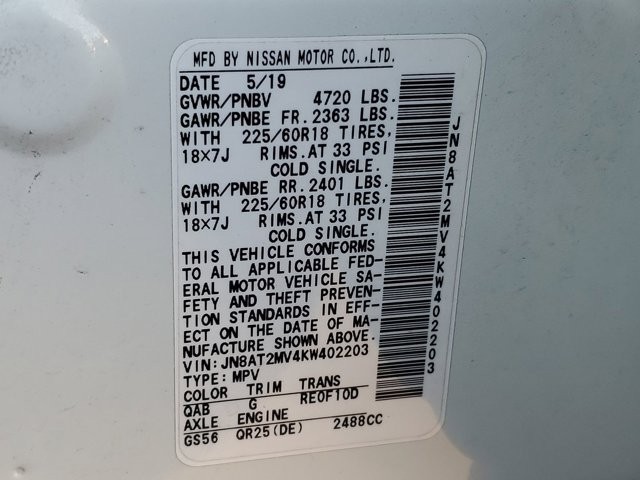 MFD BY NISSAN MOTOR CO.,LTD.
DATE 5/19
GVWR/PNBV 4720 LBS.
GAWR/PNBE FR. 2363 LBS.
WITH 225/60R18 TIRES,
18X7J RIMS. AT 33 PSI
COLD SINGLE.
GAWR/PNBE RR. 2401 LBS.
WITH 225/60R18 TIRES,
18X7J RIMS. AT 33 PSI
COLD SINGLE.
THIS VEHICLE CONFORMS
TO ALL APPLICABLE FED-
ERAL MOTOR VEHICLE SA-
FETY AND THEFT PREVEN-
TION STANDARDS IN EFF-
ECT ON THE DATE OF MA-
NUFACTURE SHOWN ABOVE.
VIN: JN8AT2MV4KW402203
TYPE: MPV
COLOR TRIM TRANS
QAB G RE0F10D
AXLE ENGINE
GS56 QR25(DE) 2488CC
JN8AT2MV4KW402203